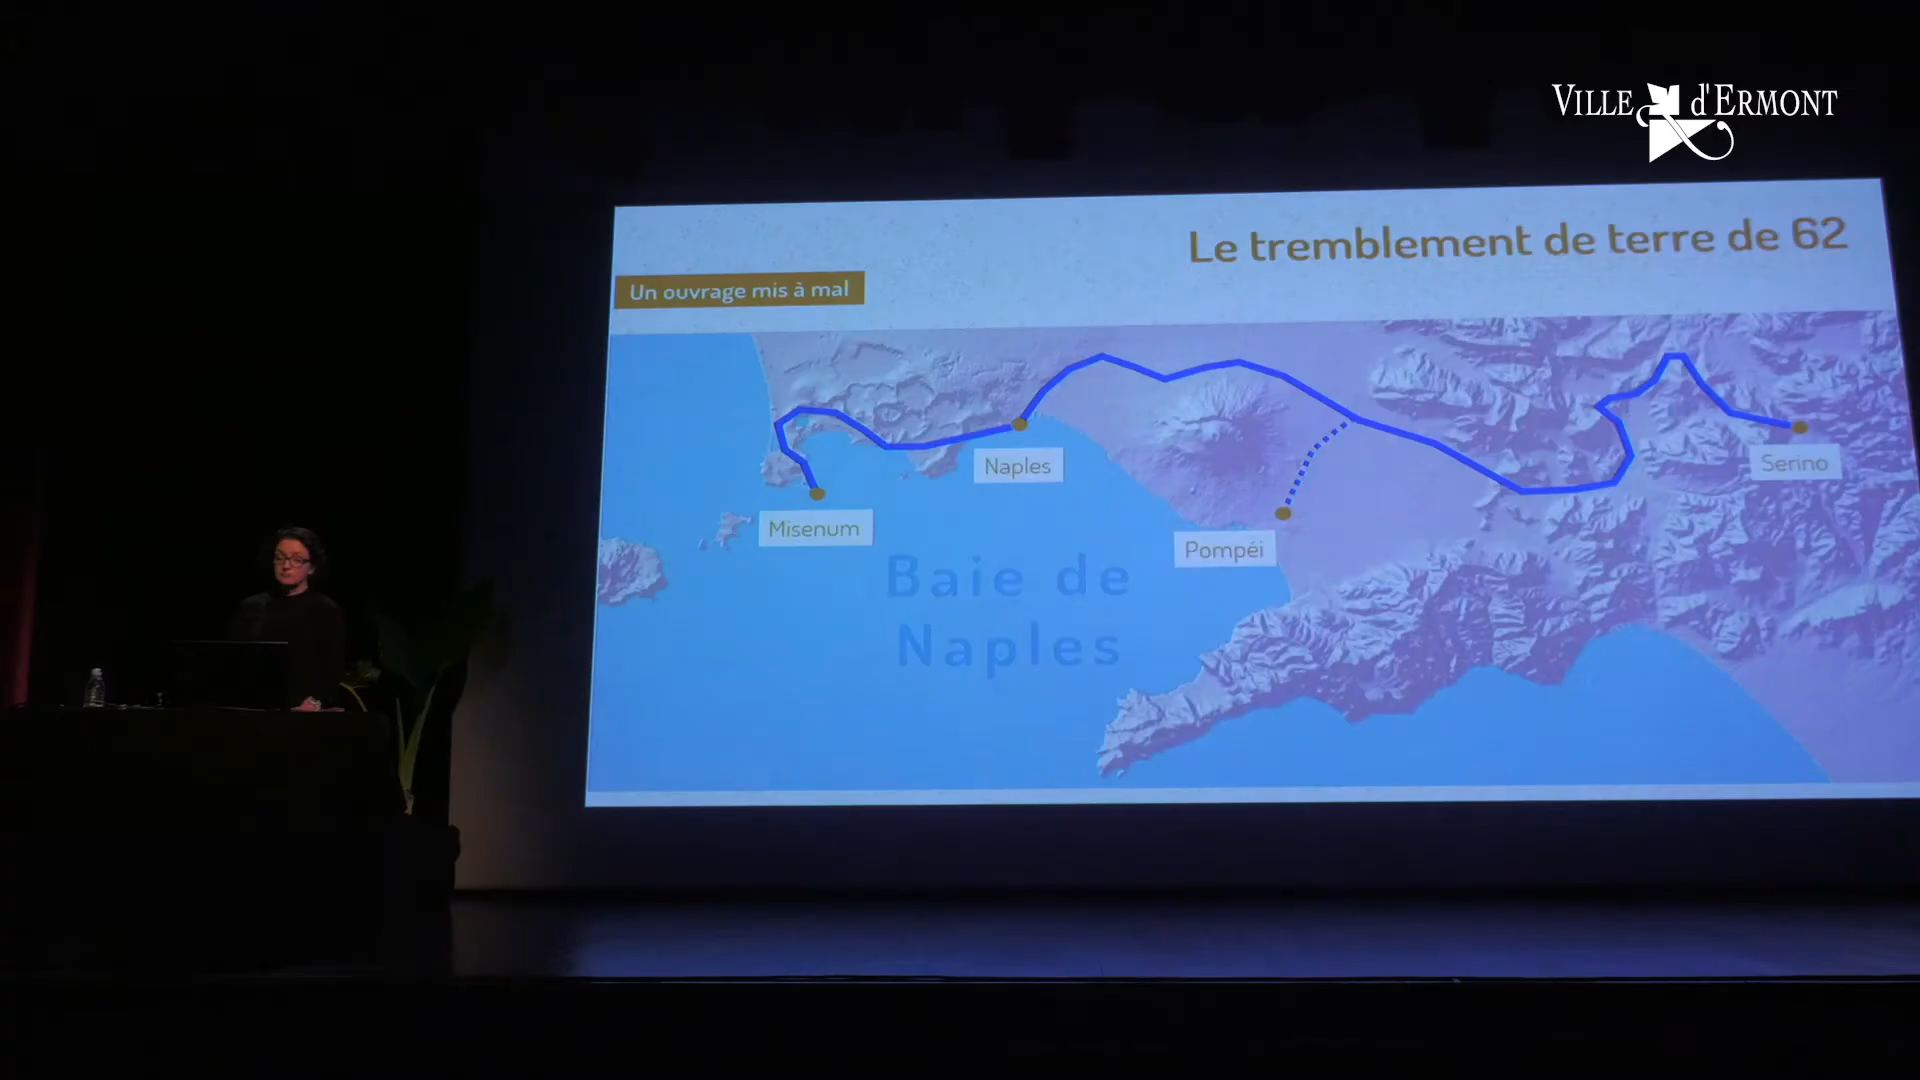 VILLE d'ERMONT
Le tremblement de terre de 62
Un ouvrage mis à mal
Naples
Serino
Misenum
Pompéi
Baie de
Naples